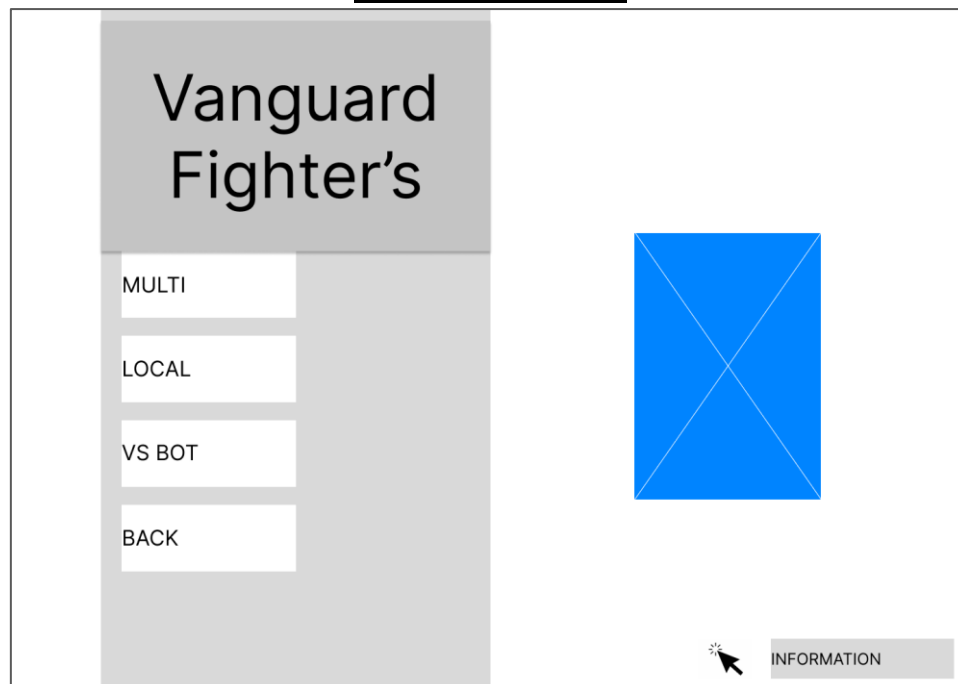 Vanguard
Fighter’s
MULTI
LOCAL
VS BOT
BACK
INFORMATION